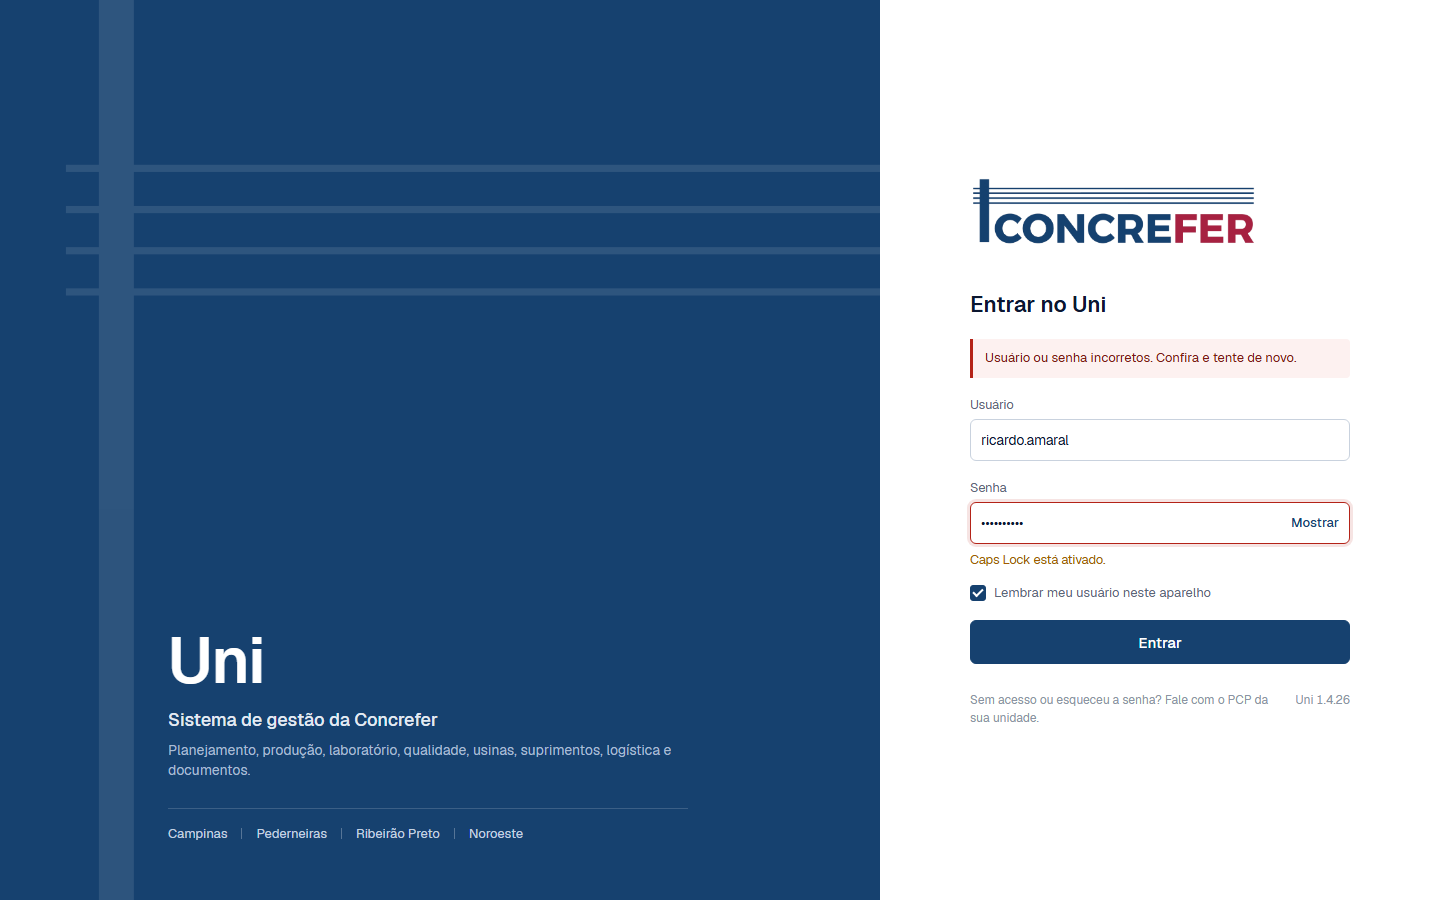 Uni
Sistema de gestão da Concrefer
Planejamento, produção, laboratório, qualidade, usinas, suprimentos, logística e
documentos.
Campinas
Pederneiras
Ribeirão Preto
Noroeste
CONCREFER
Entrar no Uni
Usuário ou senha incorretos. Confira e tente de novo.
Usuário
ricardo.amaral
Senha
••••••••••
Mostrar
Caps Lock está ativado.
Lembrar meu usuário neste aparelho
Entrar
Sem acesso ou esqueceu a senha? Fale com o PCP da
sua unidade.
Uni 1.4.26